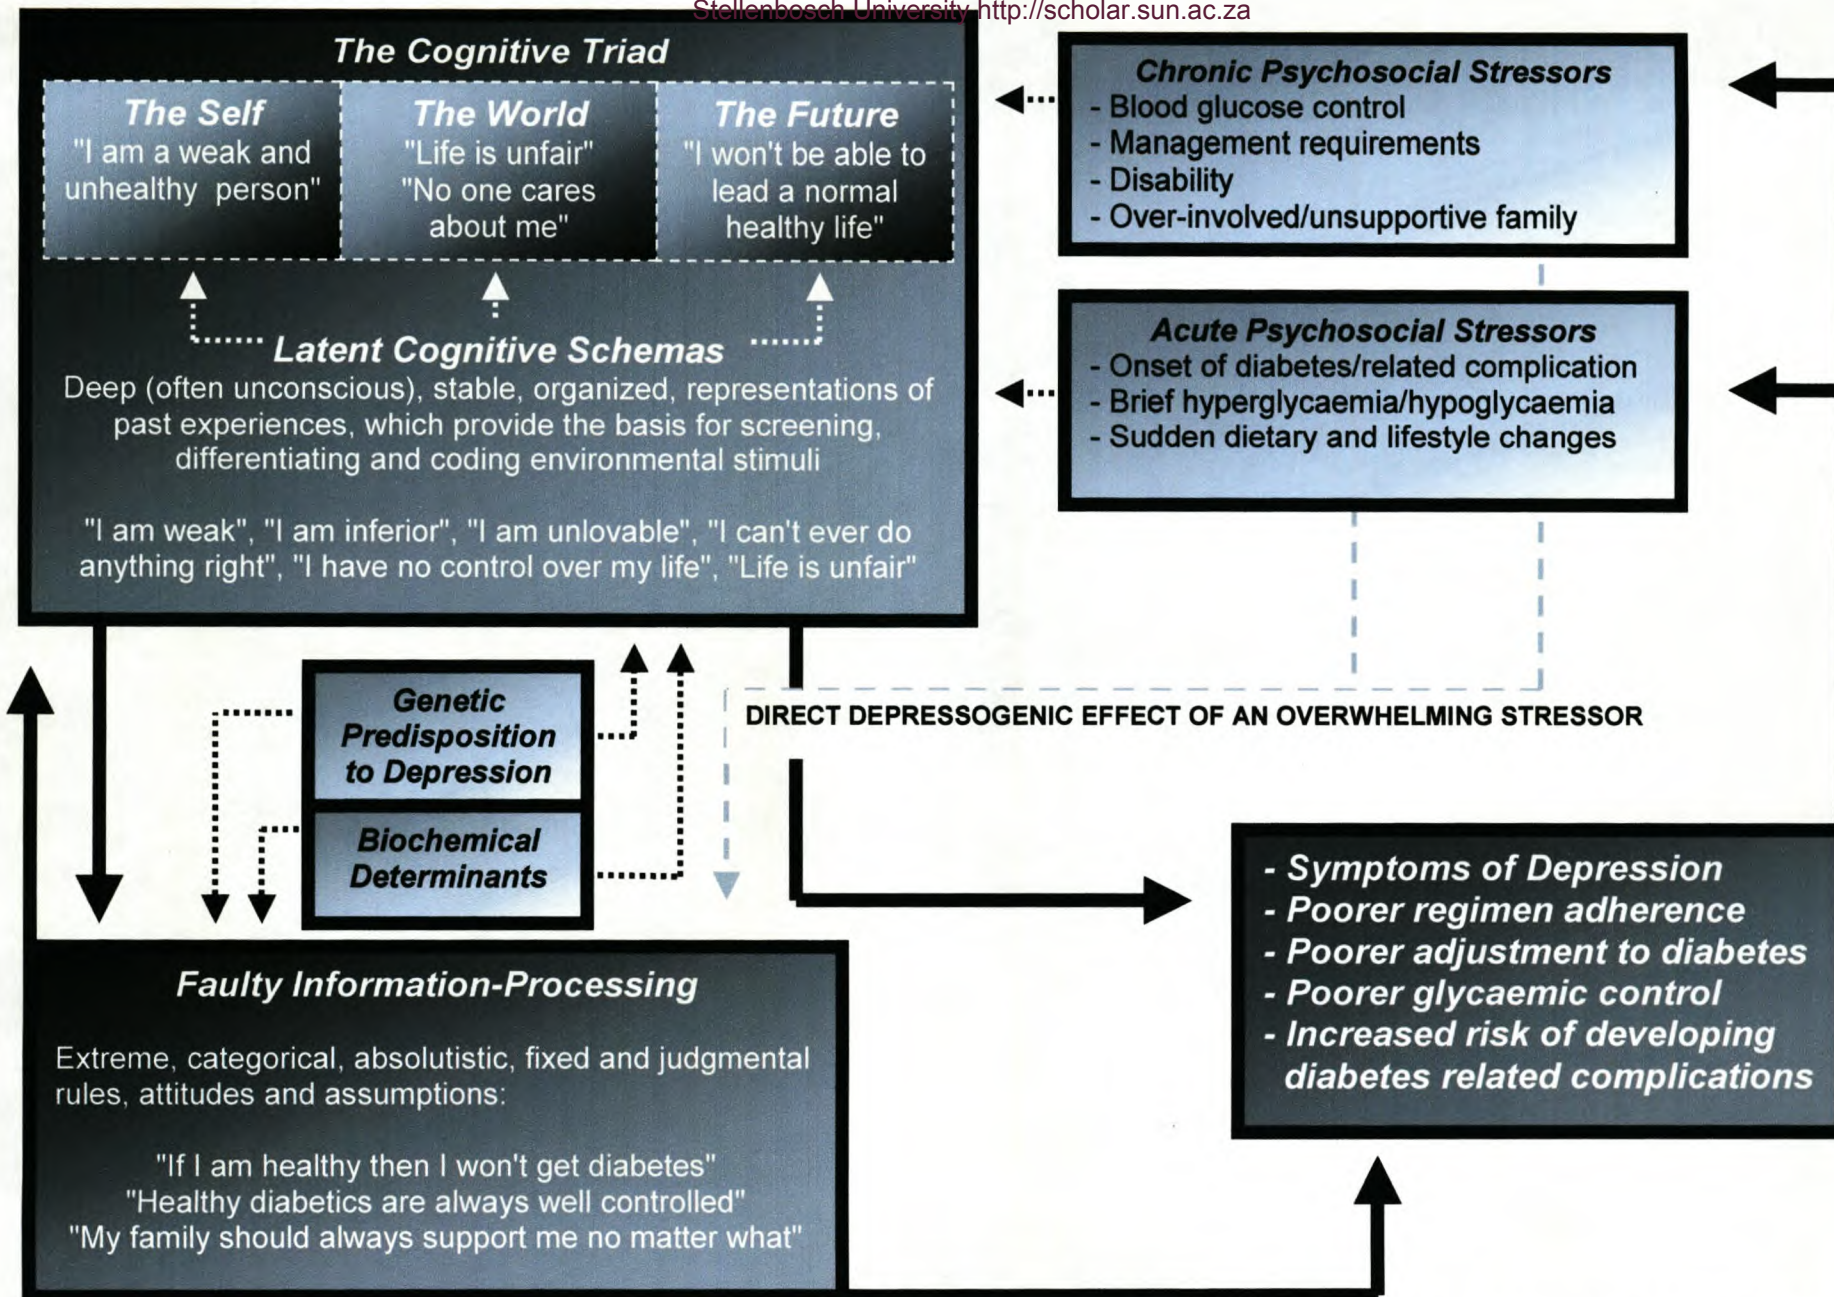 Stellenbosch University http://scholar.sun.ac.za
The Cognitive Triad
The Self
"I am a weak and
unhealthy person"
The World
"Life is unfair"
"No one cares
about me"
The Future
"I won't be able to
lead a normal
healthy life"
Latent Cognitive Schemas
Deep (often unconscious), stable, organized, representations of
past experiences, which provide the basis for screening,
differentiating and coding environmental stimuli
"I am weak", "I am inferior", "I am unlovable", "I can't ever do
anything right", "I have no control over my life", "Life is unfair"
Chronic Psychosocial Stressors
- Blood glucose control
- Management requirements
- Disability
- Over-involved/unsupportive family
Acute Psychosocial Stressors
- Onset of diabetes/related complication
- Brief hyperglycaemia/hypoglycaemia
- Sudden dietary and lifestyle changes
Genetic
Predisposition
to Depression
Biochemical
Determinants
DIRECT DEPRESSOGENIC EFFECT OF AN OVERWHELMING STRESSOR
Faulty Information-Processing
Extreme, categorical, absolutistic, fixed and judgmental
rules, attitudes and assumptions:
"If I am healthy then I won't get diabetes"
"Healthy diabetics are always well controlled"
"My family should always support me no matter what"
- Symptoms of Depression
- Poorer regimen adherence
- Poorer adjustment to diabetes
- Poorer glycaemic control
- Increased risk of developing
diabetes related complications